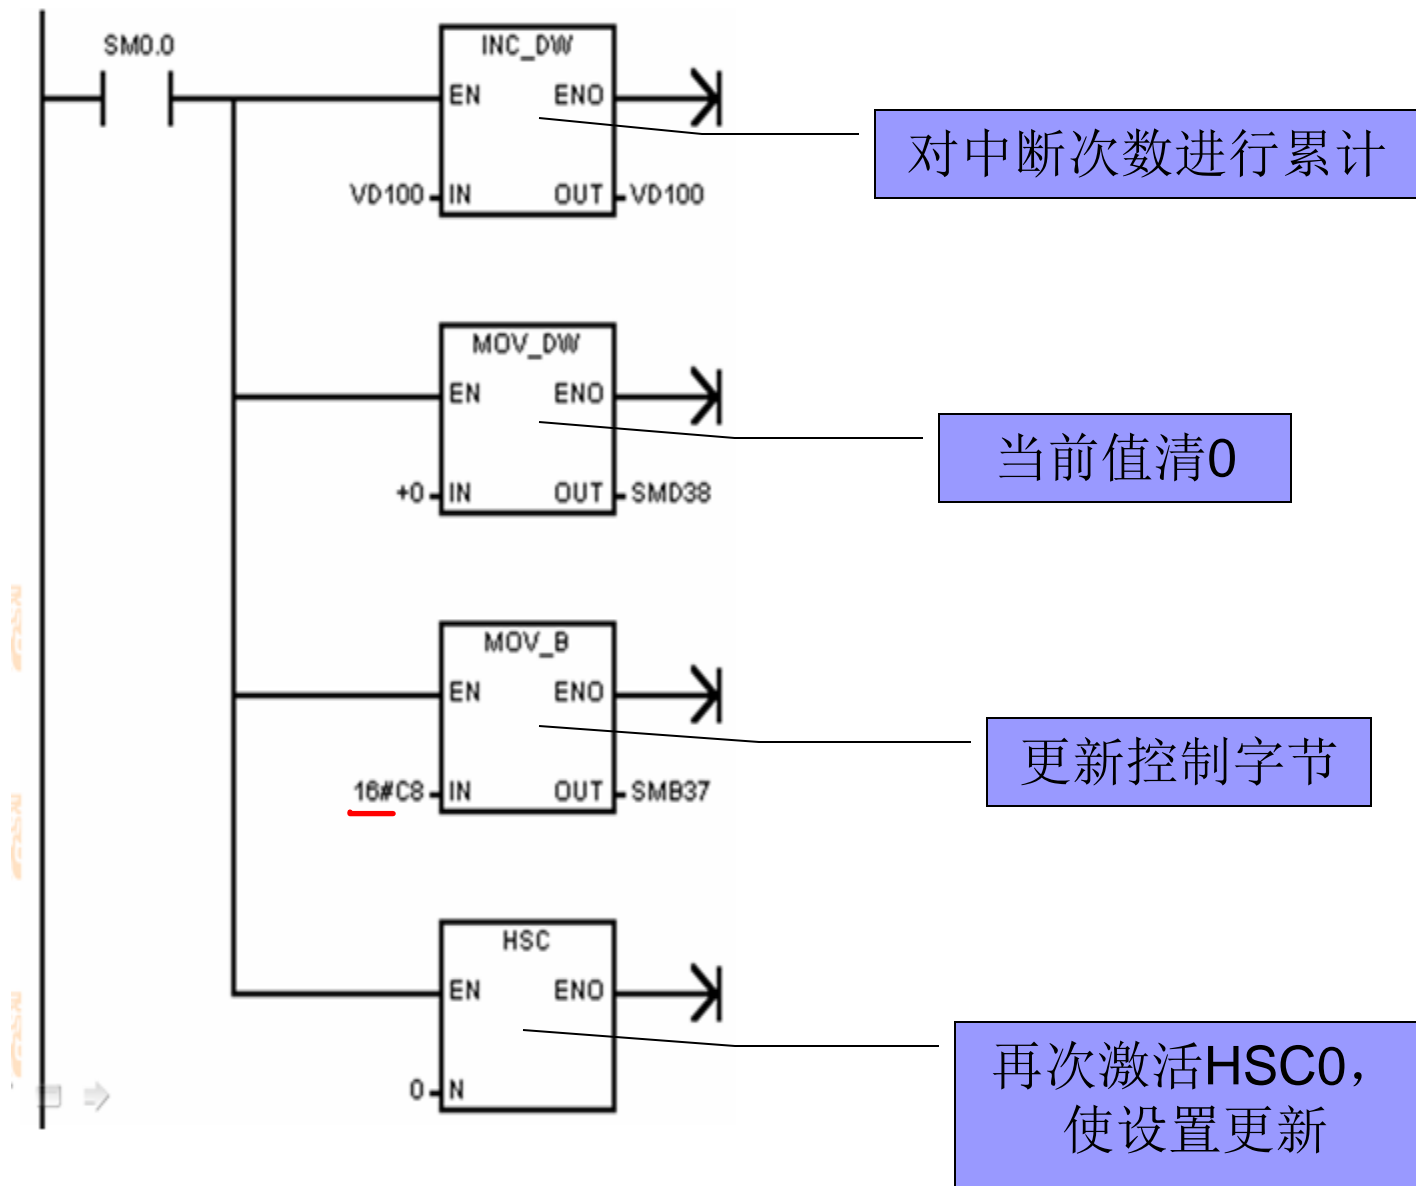 SM0.0
INC_DW
EN ENO
VD100 IN OUT VD100
对中断次数进行累计
MOV_DW
EN ENO
+0 IN OUT SMD38
当前值清0
MOV_B
EN ENO
16#C8 IN OUT SMB37
更新控制字节
HSC
EN ENO
0 N
再次激活HSC0，
使设置更新